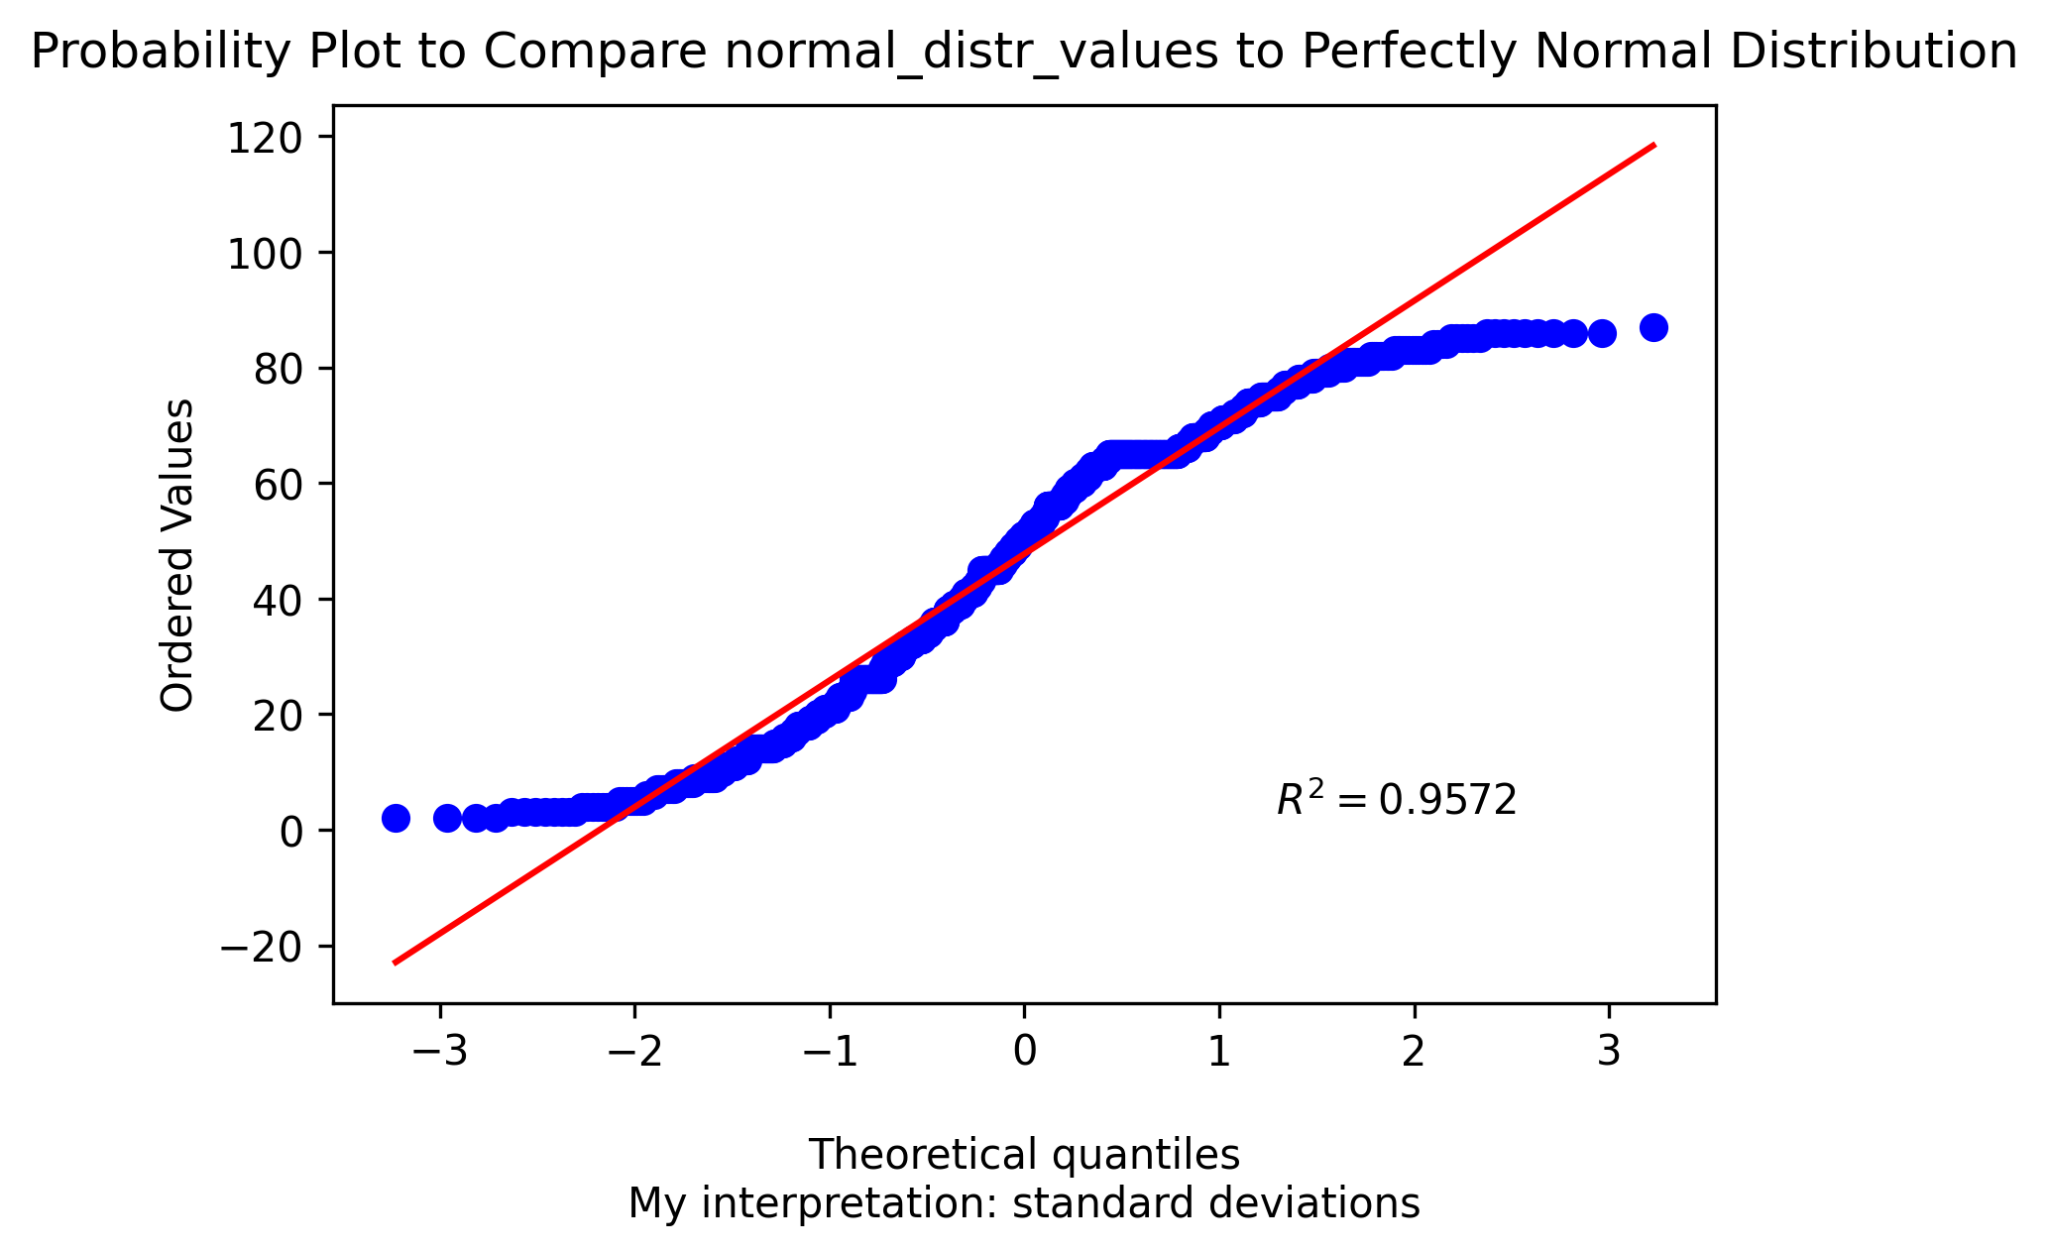 Probability Plot to Compare normal_distr_values to Perfectly Normal Distribution
120
100
80
60
40
20
0
−20
Ordered Values
R² = 0.9572
−3 −2 −1 0 1 2 3
Theoretical quantiles
My interpretation: standard deviations